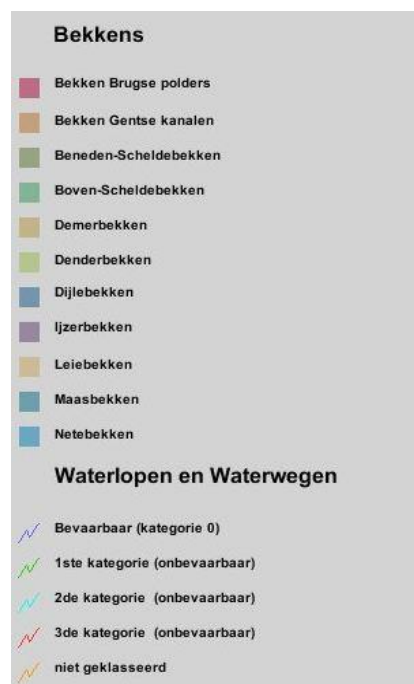 Bekkens
Bekken Brugse polders
Bekken Gentse kanalen
Beneden-Scheldebekken
Boven-Scheldebekken
Demerbekken
Denderbekken
Dijlebekken
Ijzerbekken
Leiebekken
Maasbekken
Netebekken
Waterlopen en Waterwegen
Bevaarbaar (kategorie 0)
1ste kategorie (onbevaarbaar)
2de kategorie (onbevaarbaar)
3de kategorie (onbevaarbaar)
niet geklasseerd